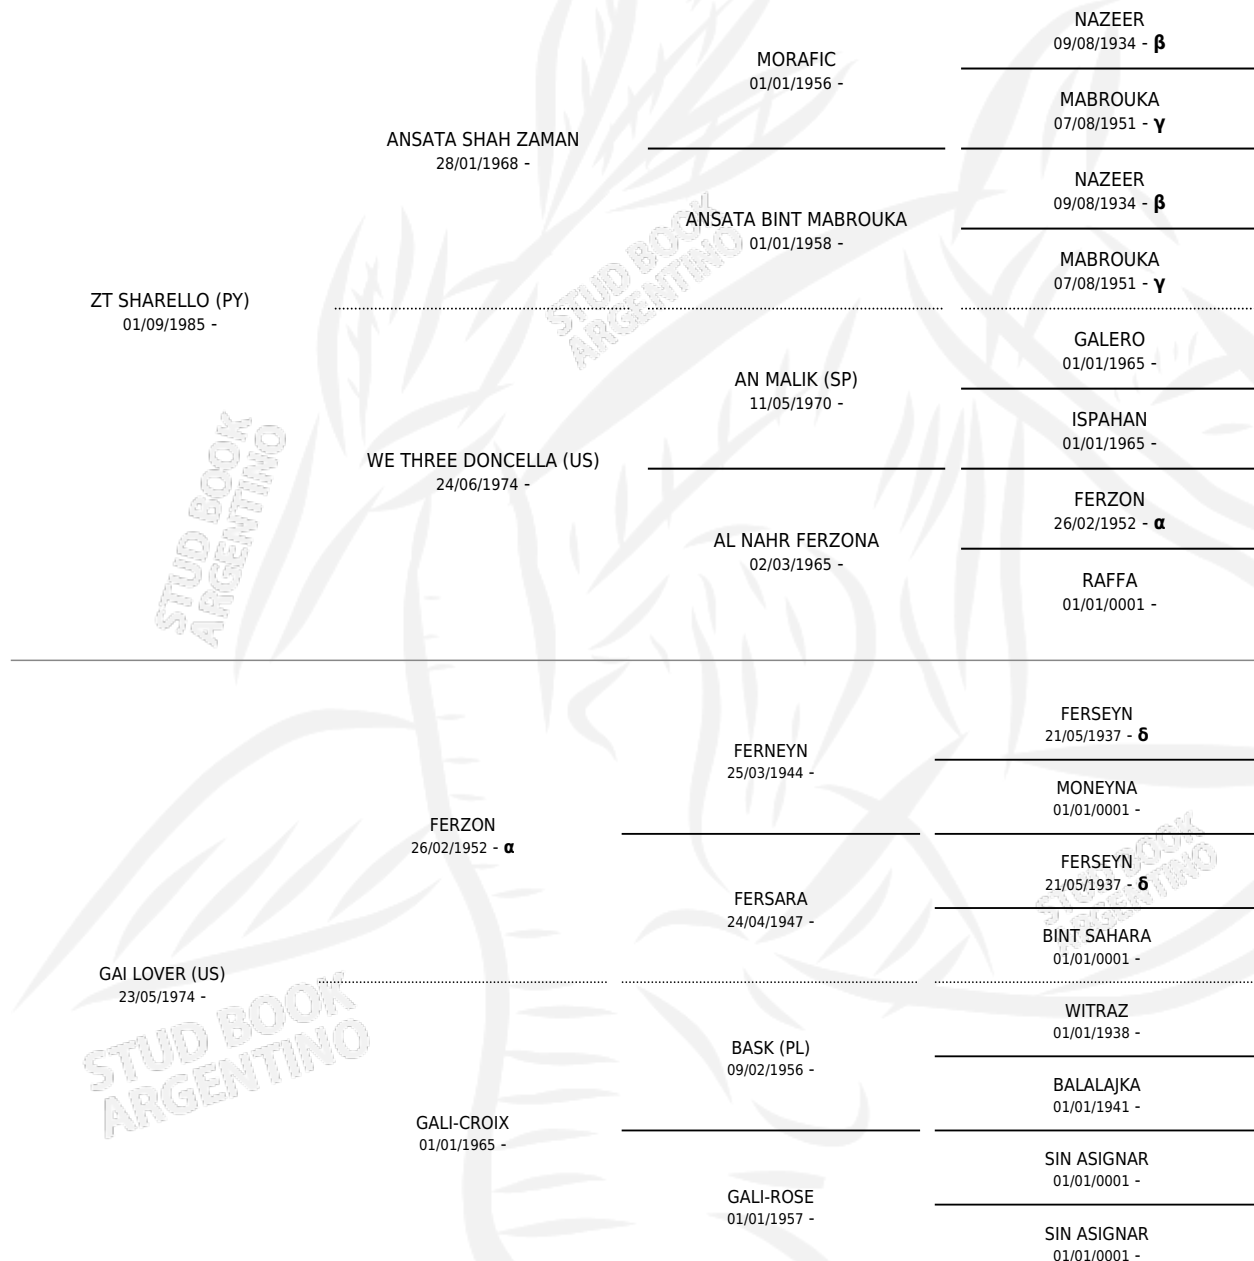 NAZEER
09/08/1934 - β
MORAFIC
01/01/1956 -
MABROUKA
07/08/1951 - γ
ANSATA SHAH ZAMAN
28/01/1968 -
NAZEER
09/08/1934 - β
ANSATA BINT MABROUKA
01/01/1958 -
MABROUKA
07/08/1951 - γ
ZT SHARELLO (PY)
01/09/1985 -
GALERO
01/01/1965 -
AN MALIK (SP)
11/05/1970 -
ISPAHAN
01/01/1965 -
WE THREE DONCELLA (US)
24/06/1974 -
FERZON
26/02/1952 - α
AL NAHR FERZONA
02/03/1965 -
RAFFA
01/01/0001 -
STUD BOOK
ARGENTINO
STUD BOOK
ARGENTINO
FERSEYN
21/05/1937 - δ
FERNEYN
25/03/1944 -
MONEYNA
01/01/0001 -
FERZON
26/02/1952 - α
FERSEYN
21/05/1937 - δ
FERSARA
24/04/1947 -
BINT SAHARA
01/01/0001 -
STUD BOOK
ARGENTINO
GAI LOVER (US)
23/05/1974 -
WITRAZ
01/01/1938 -
BASK (PL)
09/02/1956 -
BALALAJKA
01/01/1941 -
STUD BOOK
ARGENTINO
GALI-CROIX
01/01/1965 -
SIN ASIGNAR
01/01/0001 -
GALI-ROSE
01/01/1957 -
SIN ASIGNAR
01/01/0001 -